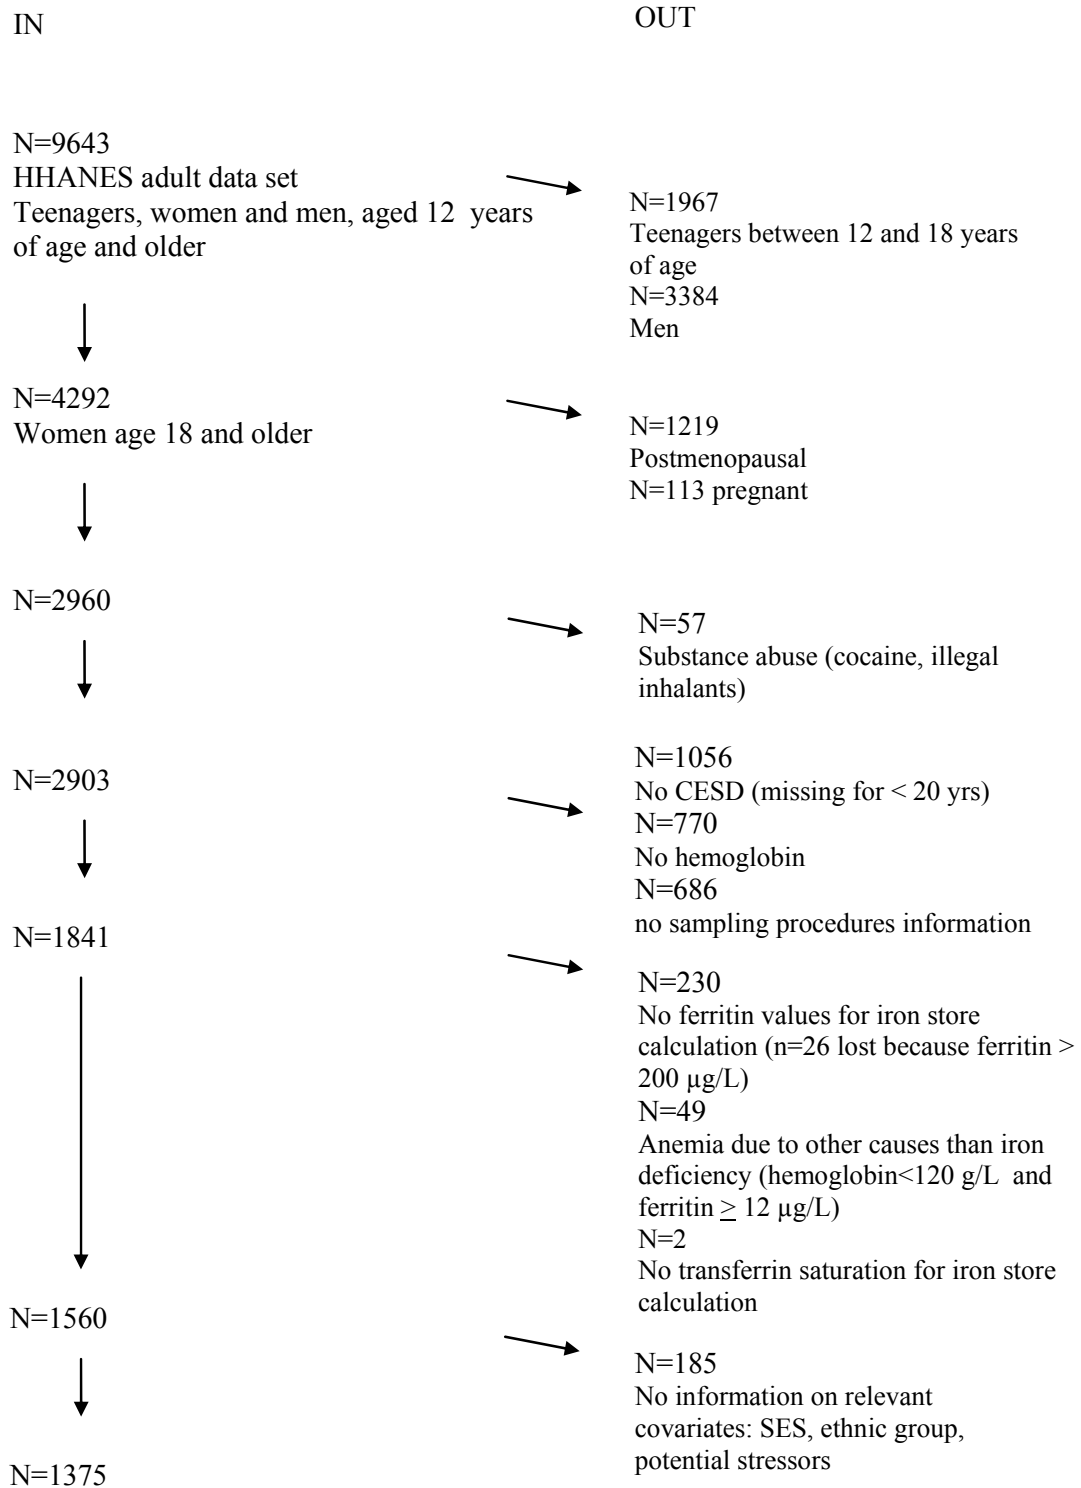 IN
OUT
N=9643
HHANES adult data set
Teenagers, women and men, aged 12 years
of age and older
N=1967
Teenagers between 12 and 18 years
of age
N=3384
Men
N=4292
Women age 18 and older
N=1219
Postmenopausal
N=113 pregnant
N=2960
N=57
Substance abuse (cocaine, illegal
inhalants)
N=2903
N=1056
No CESD (missing for < 20 yrs)
N=770
No hemoglobin
N=686
no sampling procedures information
N=1841
N=230
No ferritin values for iron store
calculation (n=26 lost because ferritin >
200 µg/L)
N=49
Anemia due to other causes than iron
deficiency (hemoglobin<120 g/L and
ferritin ≥ 12 µg/L)
N=2
No transferrin saturation for iron store
calculation
N=1560
N=185
No information on relevant
covariates: SES, ethnic group,
potential stressors
N=1375